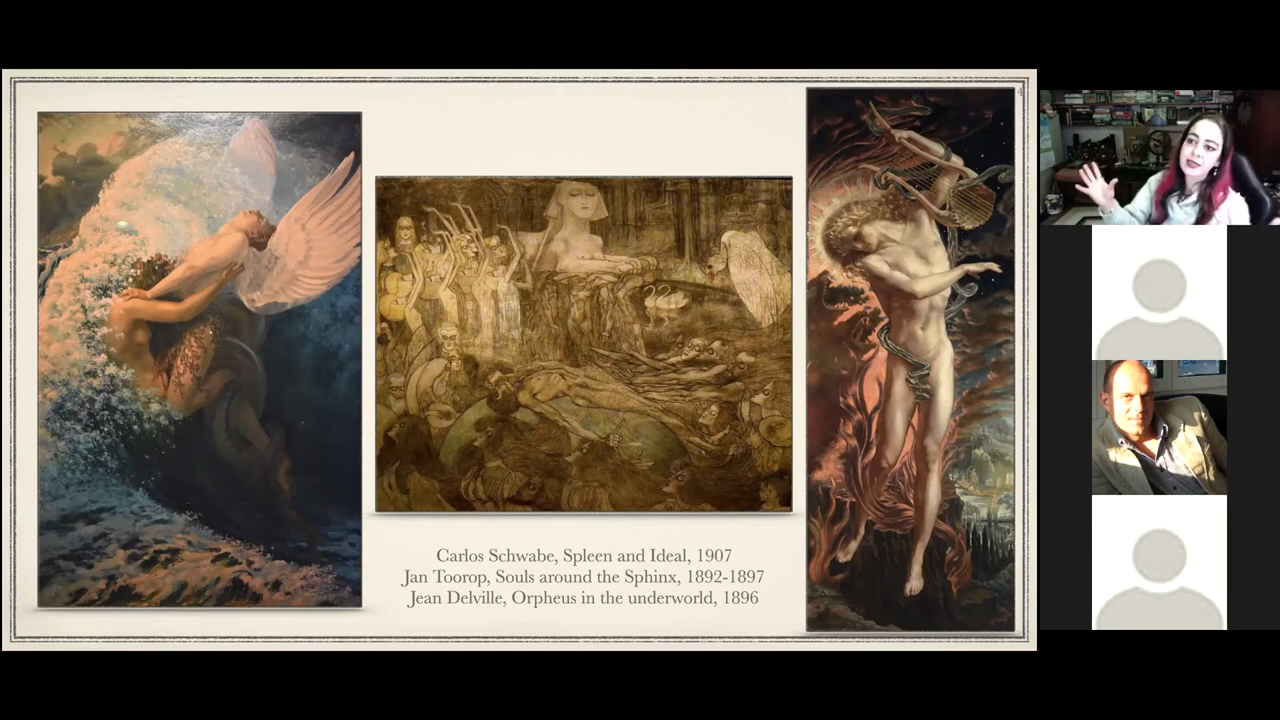 4
Carlos Schwabe, Spleen and Ideal, 1907
Jan Toorop, Souls around the Sphinx, 1892-1897
Jean Delville, Orpheus in the underworld, 1896